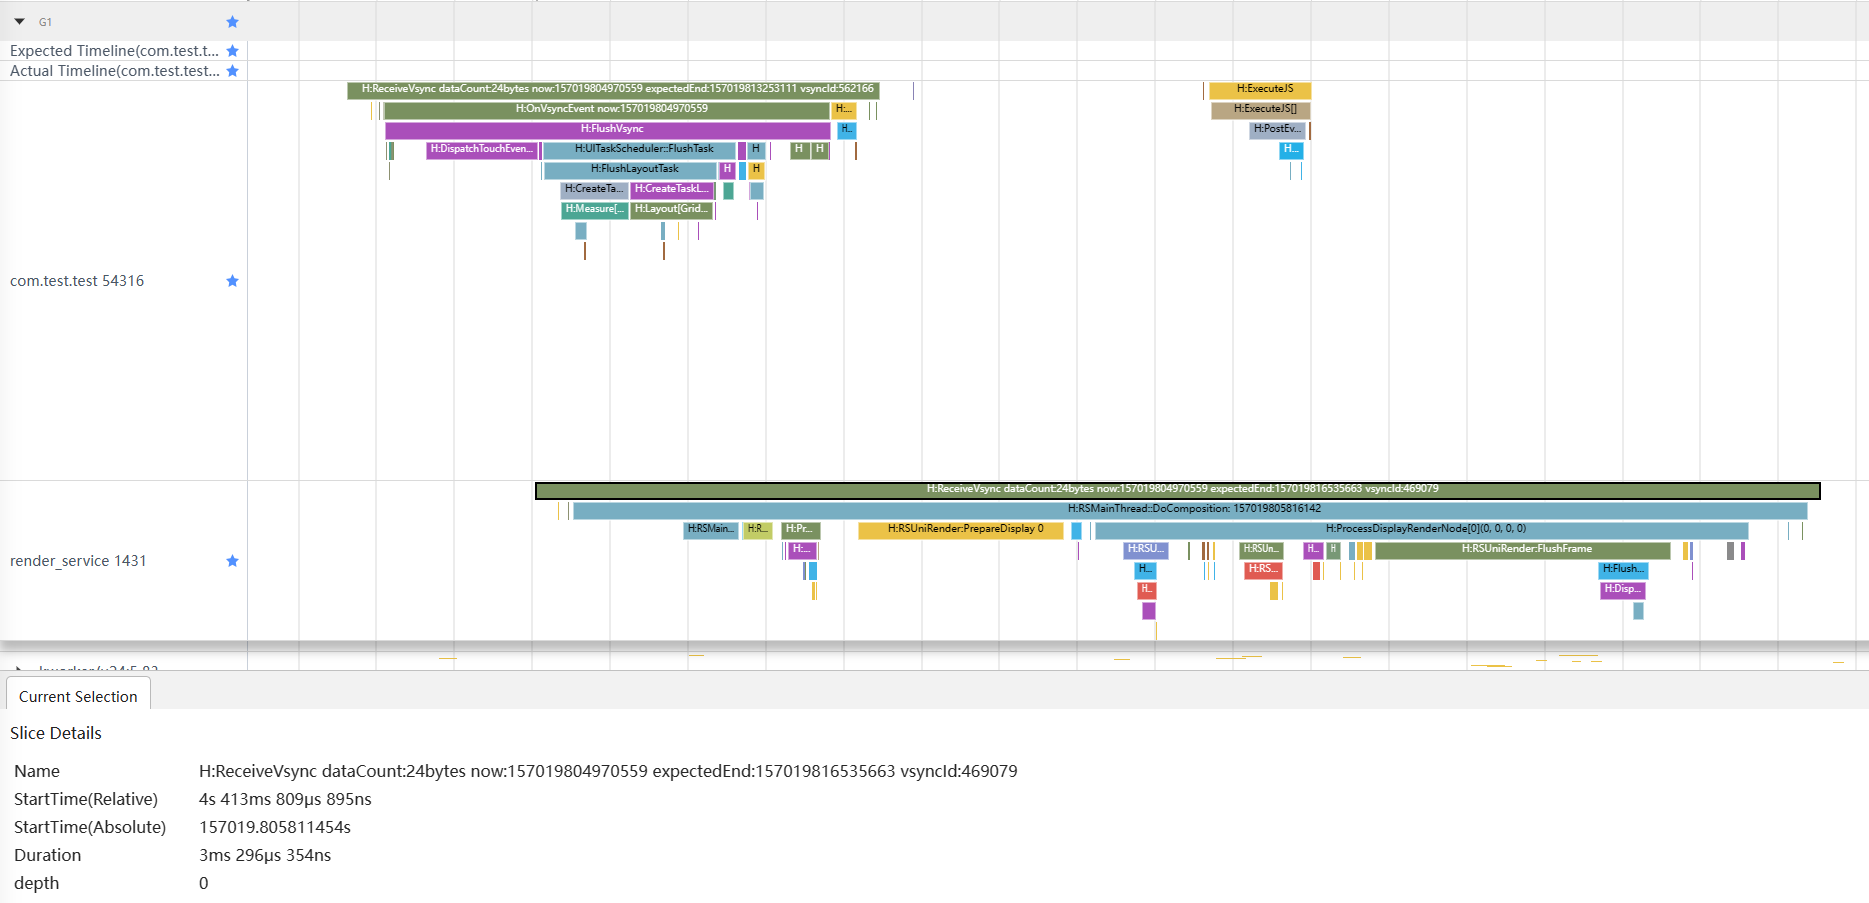 G1
Expected Timeline(com.test.t...
Actual Timeline(com.test.test...
H:ReceiveVsync dataCount:24bytes now:157019804970559 expectedEnd:157019813253111 vsyncId:562166
H:ExecuteJS
H:OnVsyncEvent now:157019804970559
H:...
H:ExecuteJS[]
H:FlushVsync
H..
H:PostEv...
H:DispatchTouchEven...
H:UITaskScheduler::FlushTask
H
H
H
H...
H:FlushLayoutTask
H
H
H:CreateTa...
H:CreateTaskL...
H:Measure[...
H:Layout[Grid...
com.test.test 54316
H:ReceiveVsync dataCount:24bytes now:157019804970559 expectedEnd:157019816535663 vsyncId:469079
H:RSMainThread::DoComposition: 157019805816142
H:RSMain...
H:R...
H:Pr...
H:RSUniRender:PrepareDisplay 0
H:ProcessDisplayRenderNode[0](0, 0, 0, 0)
H:...
H:RSU...
H:RSUn...
H..
H
H:RSUniRender:FlushFrame
render_service 1431
H...
H:RS...
H:Flush...
H..
H:Disp...
Current Selection
Slice Details
Name H:ReceiveVsync dataCount:24bytes now:157019804970559 expectedEnd:157019816535663 vsyncId:469079
StartTime(Relative) 4s 413ms 809μs 895ns
StartTime(Absolute) 157019.805811454s
Duration 3ms 296μs 354ns
depth 0